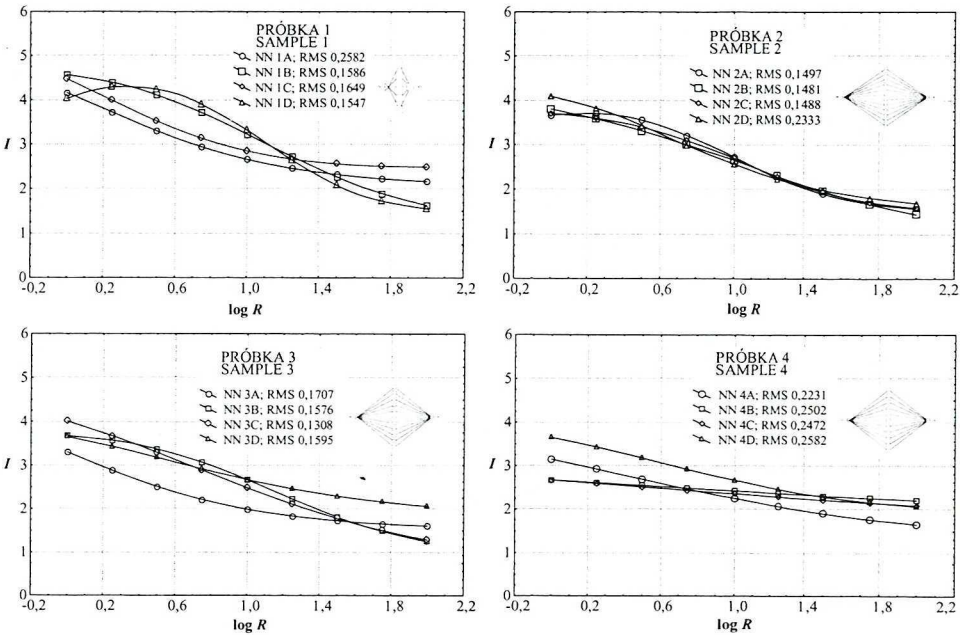 PRÓBKA 1
SAMPLE 1
NN 1A; RMS 0,2582
NN 1B; RMS 0,1586
NN 1C; RMS 0,1649
NN 1D; RMS 0,1547
6
5
4
I
3
2
1
0
-0,2 0,2 0,6 1,0 1,4 1,8 2,2
log R
PRÓBKA 2
SAMPLE 2
NN 2A; RMS 0,1497
NN 2B; RMS 0,1481
NN 2C; RMS 0,1488
NN 2D; RMS 0,2333
6
5
4
I
3
2
1
0
-0,2 0,2 0,6 1,0 1,4 1,8 2,2
log R
PRÓBKA 3
SAMPLE 3
NN 3A; RMS 0,1707
NN 3B; RMS 0,1576
NN 3C; RMS 0,1308
NN 3D; RMS 0,1595
6
5
4
I
3
2
1
0
-0,2 0,2 0,6 1,0 1,4 1,8 2,2
log R
PRÓBKA 4
SAMPLE 4
NN 4A; RMS 0,2231
NN 4B; RMS 0,2502
NN 4C; RMS 0,2472
NN 4D; RMS 0,2582
6
5
4
I
3
2
1
0
-0,2 0,2 0,6 1,0 1,4 1,8 2,2
log R